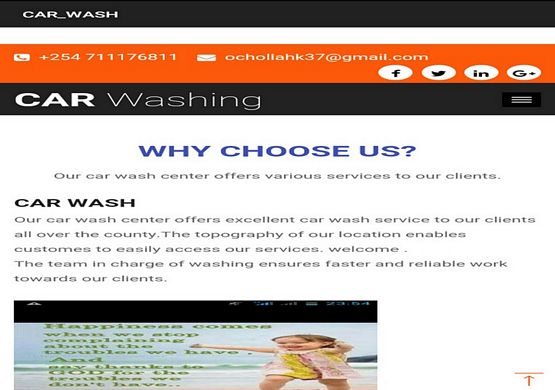 CAR_WASH
+254 711176811 ochollahk37@gmail.com
f in G+
CAR Washing
WHY CHOOSE US?
Our car wash center offers various services to our clients.
CAR WASH
Our car wash center offers excellent car wash service to our clients
all over the county.The topography of our location enables
customes to easily access our services. welcome .
The team in charge of washing ensures faster and reliable work
towards our clients.
23:54
Happiness comes
when we stop
complaining
about the
troubles we have ,
And
say thanks to
GOD for the
troubles we
don't have